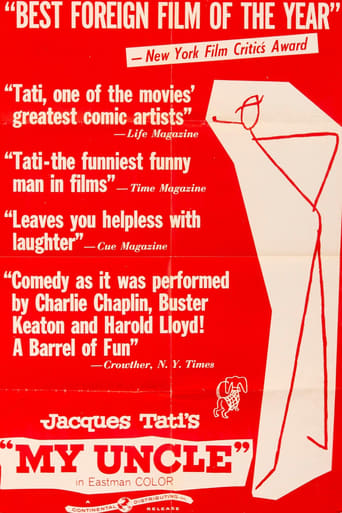 “BEST FOREIGN FILM OF THE YEAR”
—New York Film Critic's Award
“Tati, one of the movies'
greatest comic artists”
—Life Magazine
“Tati-the funniest funny
man in films” — Time Magazine
“Leaves you helpless with
laughter” — Cue Magazine
“Comedy as it was performed
by Charlie Chaplin, Buster
Keaton and Harold Lloyd!
A Barrel of Fun”
—Crowther, N. Y. Times
Jacques Tati's
“MY UNCLE”
in Eastman COLOR
A CONTINENTAL DISTRIBUTING INC. RELEASE